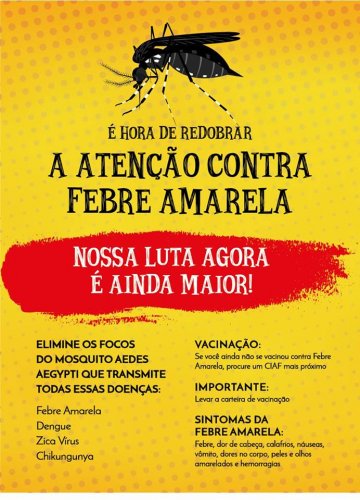 É HORA DE REDOBRAR
A ATENÇÃO CONTRA
FEBRE AMARELA
NOSSA LUTA AGORA
É AINDA MAIOR!
ELIMINE OS FOCOS
DO MOSQUITO AEDES
AEGYPTI QUE TRANSMITE
TODAS ESSAS DOENÇAS:
Febre Amarela
Dengue
Zica Vírus
Chikungunya
VACINAÇÃO:
Se você ainda não se vacinou contra Febre
Amarela, procure um CIAF mais próximo
IMPORTANTE:
Levar a carteira de vacinação
SINTOMAS DA
FEBRE AMARELA:
Febre, dor de cabeça, calafrios, náuseas,
vômito, dores no corpo, peles e olhos
amarelados e hemorragias